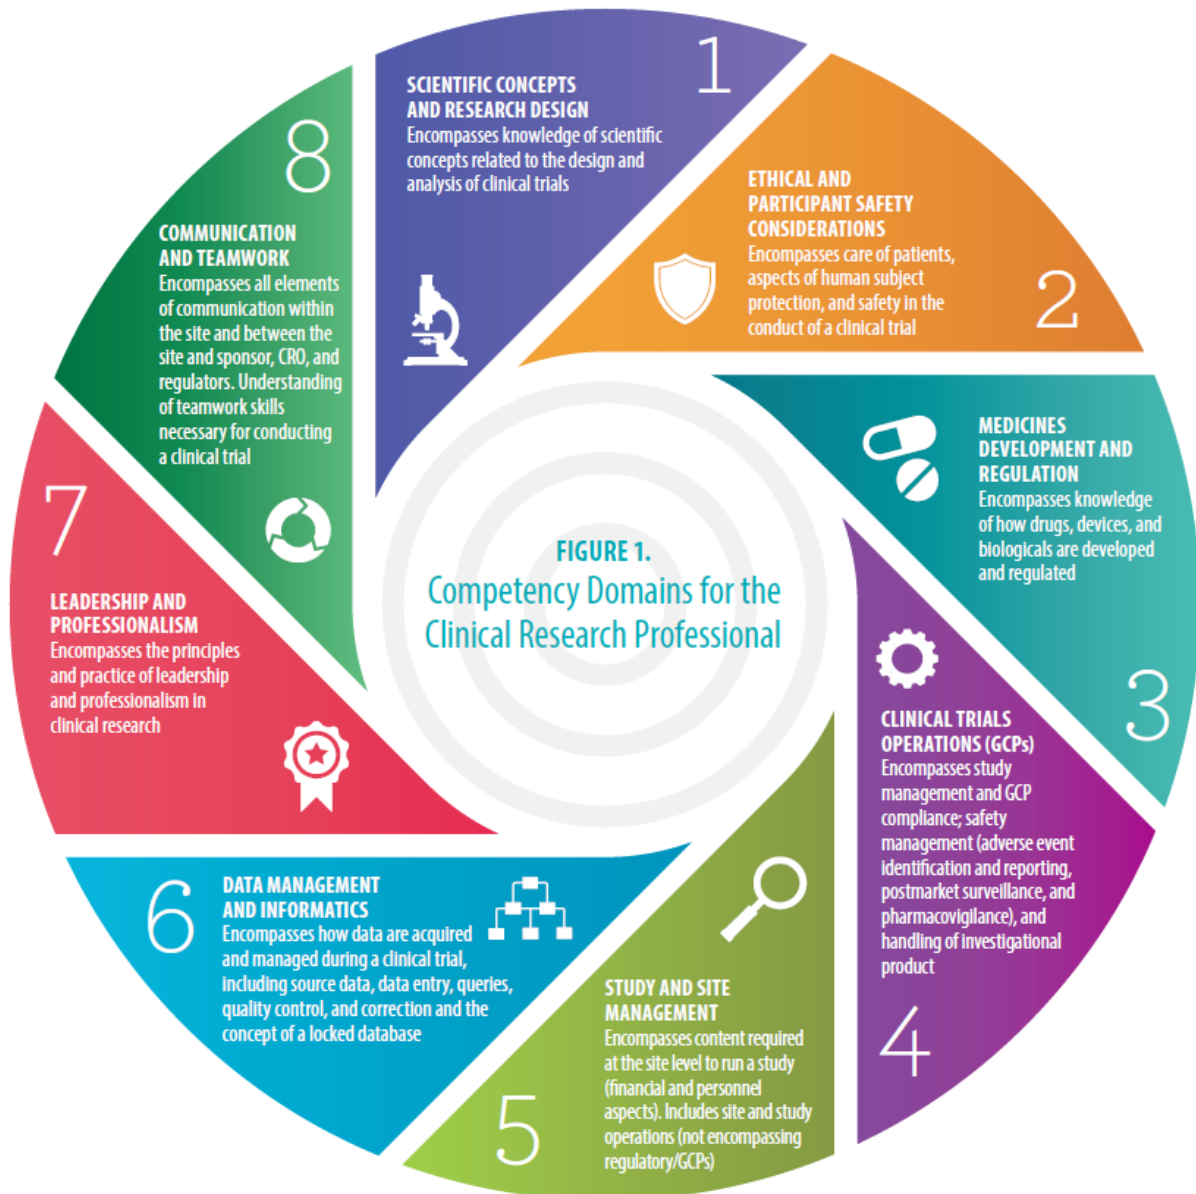 FIGURE 1.
Competency Domains for the
Clinical Research Professional
1
SCIENTIFIC CONCEPTS
AND RESEARCH DESIGN
Encompasses knowledge of scientific
concepts related to the design and
analysis of clinical trials
2
ETHICAL AND
PARTICIPANT SAFETY
CONSIDERATIONS
Encompasses care of patients,
aspects of human subject
protection, and safety in the
conduct of a clinical trial
3
MEDICINES
DEVELOPMENT AND
REGULATION
Encompasses knowledge
of how drugs, devices, and
biologicals are developed
and regulated
4
CLINICAL TRIALS
OPERATIONS (GCPs)
Encompasses study
management and GCP
compliance; safety
management (adverse event
identification and reporting,
postmarket surveillance, and
pharmacovigilance), and
handling of investigational
product
5
STUDY AND SITE
MANAGEMENT
Encompasses content required
at the site level to run a study
(financial and personnel
aspects). Includes site and study
operations (not encompassing
regulatory/GCPs)
6
DATA MANAGEMENT
AND INFORMATICS
Encompasses how data are acquired
and managed during a clinical trial,
including source data, data entry, queries,
quality control, and correction and the
concept of a locked database
7
LEADERSHIP AND
PROFESSIONALISM
Encompasses the principles
and practice of leadership
and professionalism in
clinical research
8
COMMUNICATION
AND TEAMWORK
Encompasses all elements
of communication within
the site and between the
site and sponsor, CRO, and
regulators. Understanding
of teamwork skills
necessary for conducting
a clinical trial